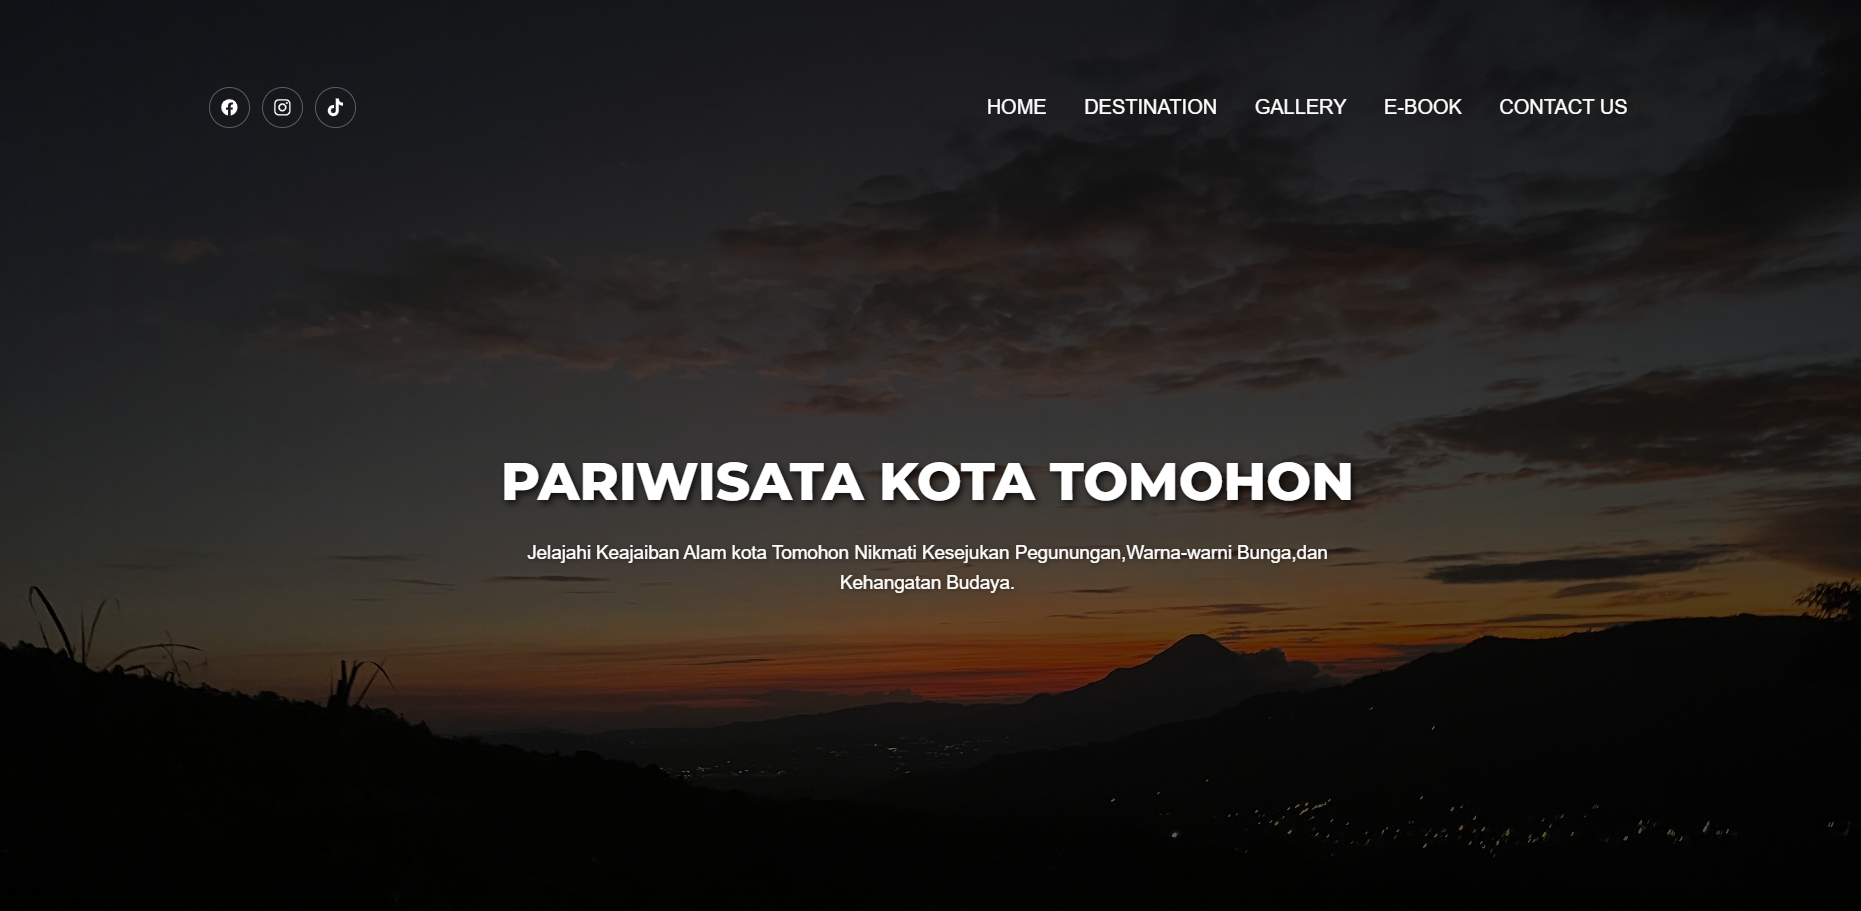 HOME DESTINATION GALLERY E-BOOK CONTACT US
PARIWISATA KOTA TOMOHON
Jelajahi Keajaiban Alam kota Tomohon Nikmati Kesejukan Pegunungan,Warna-warni Bunga,dan
Kehangatan Budaya.